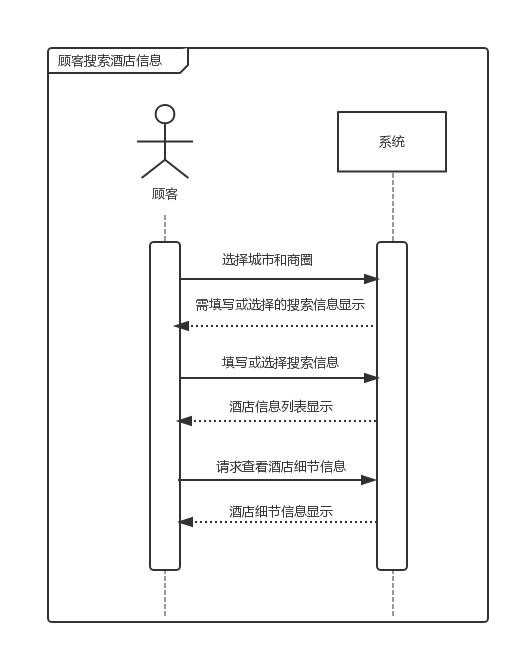 顾客搜索酒店信息
系统
顾客
选择城市和商圈
需填写或选择的搜索信息显示
填写或选择搜索信息
酒店信息列表显示
请求查看酒店细节信息
酒店细节信息显示